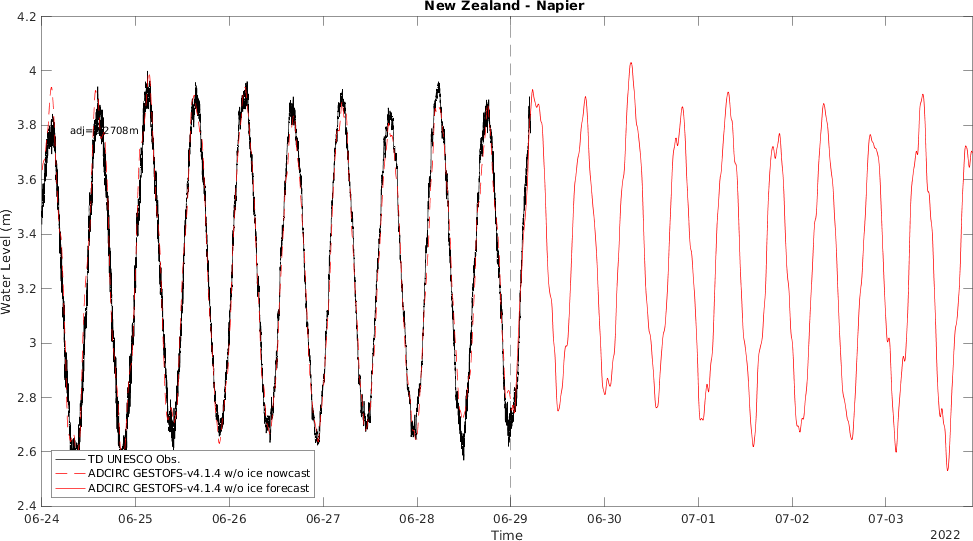 New Zealand - Napier
Water Level (m)
4.2
4
3.8
3.6
3.4
3.2
3
2.8
2.6
2.4
TD UNESCO Obs.
ADCIRC GESTOFS-v4.1.4 w/o ice nowcast
ADCIRC GESTOFS-v4.1.4 w/o ice forecast
06-24 06-25 06-26 06-27 06-28 06-29 06-30 07-01 07-02 07-03
Time
2022